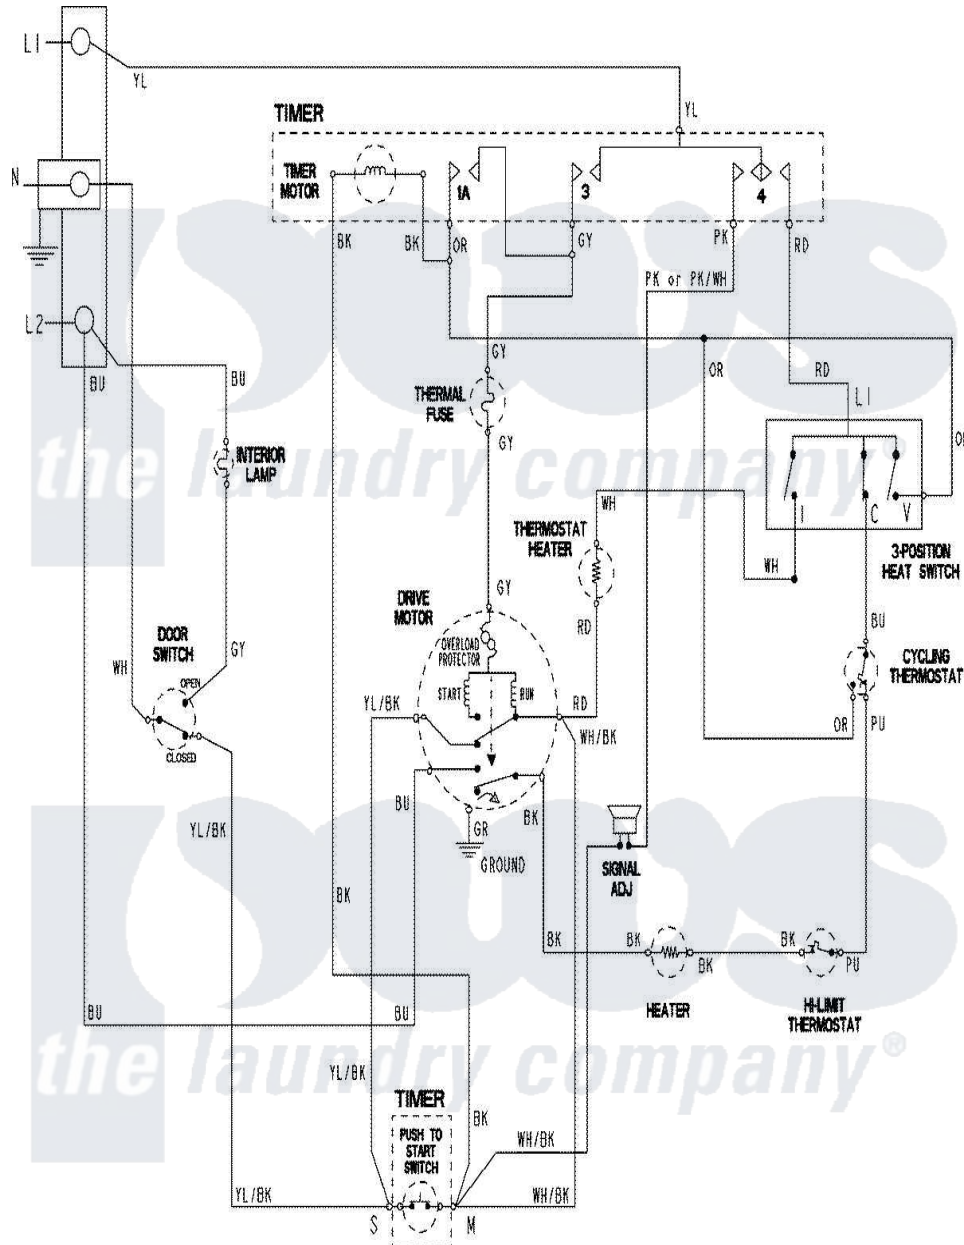 L1
YL
YL
TIMER
TIMER
MOTOR
1A
3
4
N
BK
BK
OR
GY
PK
RD
PK or PK/WH
L2
BU
BU
GY
OR
RD
L1
THERMAL
FUSE
GY
INTERIOR
LAMP
the laundry company®
WH
I
C
V
THERMOSTAT
HEATER
3-POSITION
HEAT SWITCH
WH
GY
DRIVE
MOTOR
RD
BU
DOOR
SWITCH
OVERLOAD
PROTECTOR
CYCLING
THERMOSTAT
WH
GY
OPEN
START
RUN
YL/BK
RD
WH/BK
OR
PU
CLOSED
BU
BK
YL/BK
GR
GROUND
SIGNAL
ADJ
BK
BK
BK
BK
BK
PU
HEATER
HI-LIMIT
THERMOSTAT
BU
BU
the laundry company®
YL/BK
TIMER
BK
PUSH TO
START
SWITCH
WH/BK
YL/BK
WH/BK
S
M